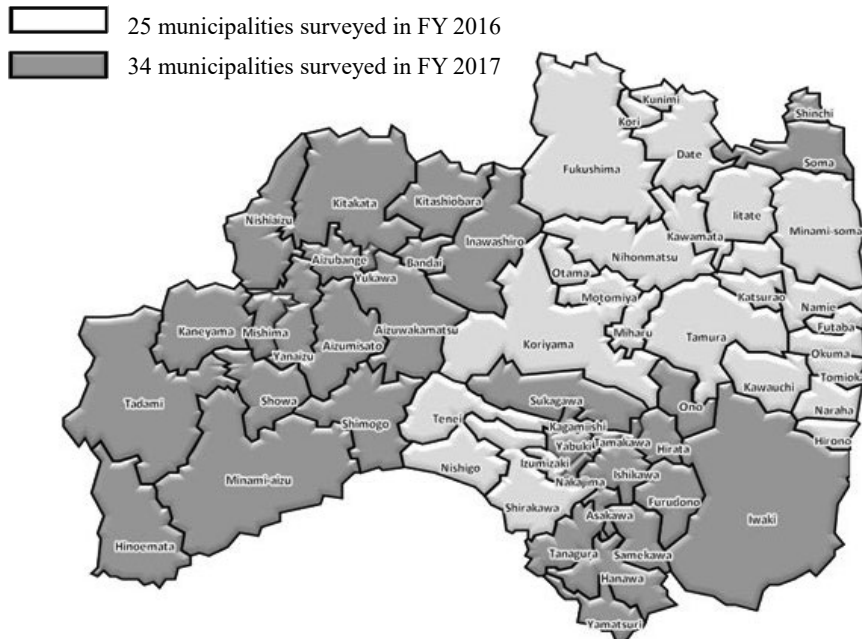 25 municipalities surveyed in FY 2016
34 municipalities surveyed in FY 2017
Kunimi
Kori
Shinchi
Date
Soma
Fukushima
Kitakata
Kitashiobara
Iitate
Nishiaizu
Kawamata
Minami-soma
Inawashiro
Nihonmatsu
Aizubange
Bandai
Yukawa
Otama
Motomiya
Katsurao
Namie
Kaneyama
Mishima
Aizuwakamatsu
Futaba
Miharu
Tamura
Yanaizu
Aizumisato
Koriyama
Okuma
Tomioka
Kawauchi
Tadami
Showa
Sukagawa
Ono
Naraha
Shimogo
Tenei
Kagamiishi
Hirono
Yabuki
Tamakawa
Hirata
Izumizaki
Nishigo
Ishikawa
Minami-aizu
Nakajima
Furudono
Shirakawa
Asakawa
Iwaki
Hinoemata
Tanagura
Samekawa
Hanawa
Yamatsuri